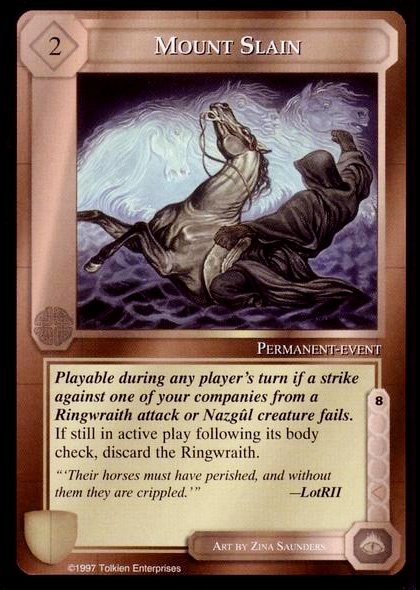 2
MOUNT SLAIN
PERMANENT-EVENT
Playable during any player's turn if a strike
against one of your companies from a
Ringwraith attack or Nazgûl creature fails.
If still in active play following its body
check, discard the Ringwraith.
8
"'Their horses must have perished, and without
them they are crippled.'" —LotRII
ART BY ZINA SAUNDERS
©1997 Tolkien Enterprises